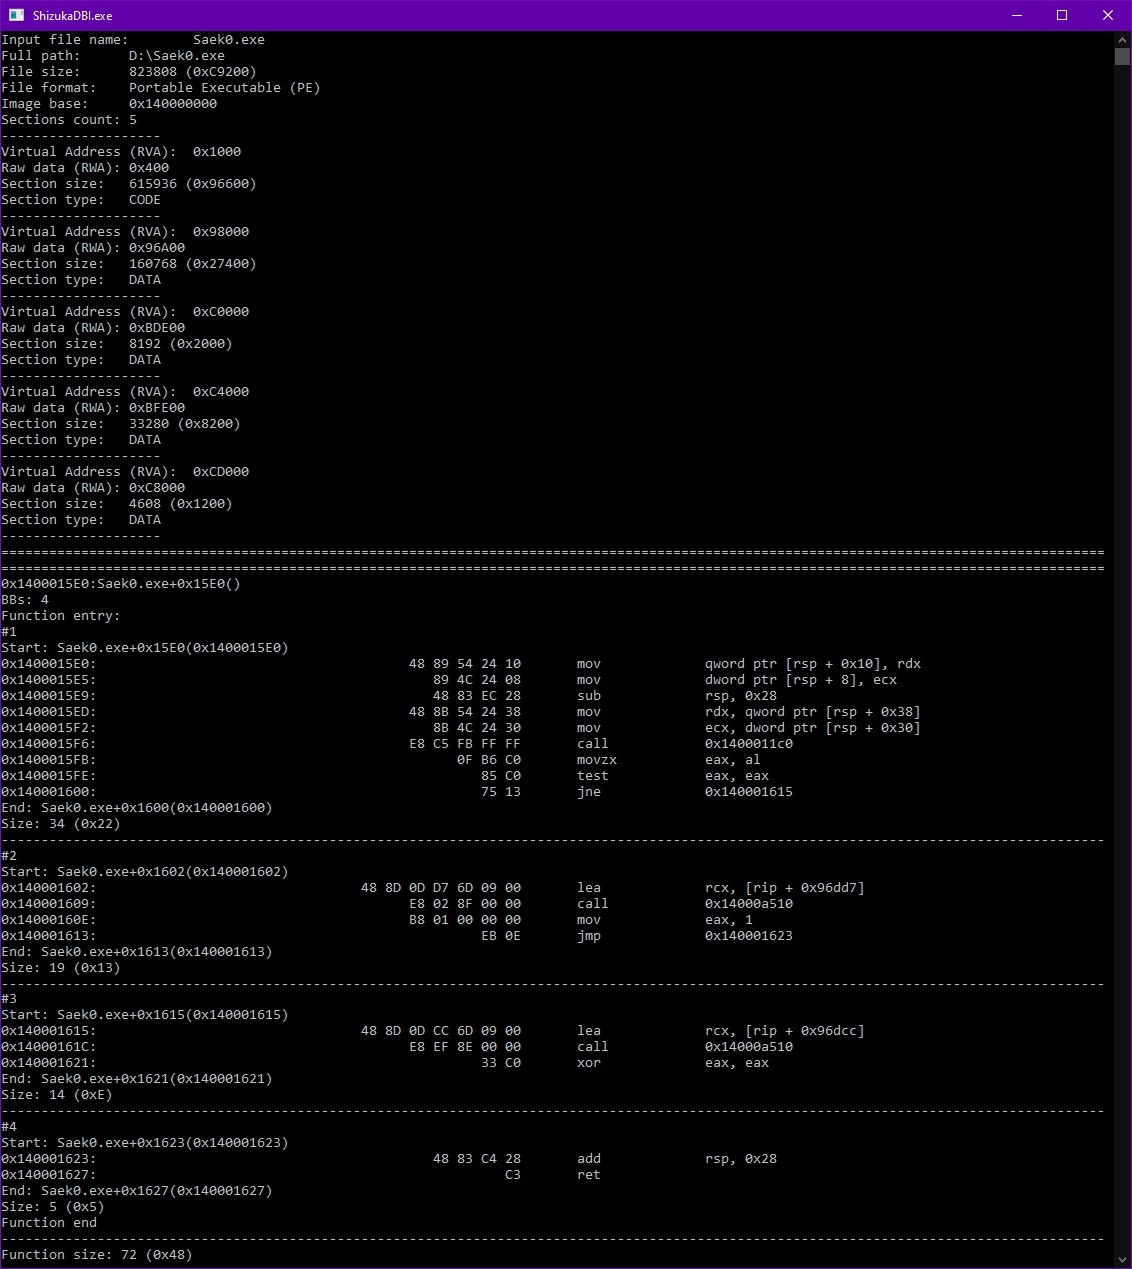 ShizukaDBI.exe
Input file name: Saek0.exe
Full path: D:\Saek0.exe
File size: 823808 (0xC9200)
File format: Portable Executable (PE)
Image base: 0x140000000
Sections count: 5
--------------------
Virtual Address (RVA): 0x1000
Raw data (RWA): 0x400
Section size: 615936 (0x96600)
Section type: CODE
--------------------
Virtual Address (RVA): 0x98000
Raw data (RWA): 0x96A00
Section size: 160768 (0x27400)
Section type: DATA
--------------------
Virtual Address (RVA): 0xC0000
Raw data (RWA): 0xBDE00
Section size: 8192 (0x2000)
Section type: DATA
--------------------
Virtual Address (RVA): 0xC4000
Raw data (RWA): 0xBFE00
Section size: 33280 (0x8200)
Section type: DATA
--------------------
Virtual Address (RVA): 0xCD000
Raw data (RWA): 0xC8000
Section size: 4608 (0x1200)
Section type: DATA
--------------------
==========================================================================================================================================
==========================================================================================================================================
0x1400015E0:Saek0.exe+0x15E0()
BBs: 4
Function entry:
#1
Start: Saek0.exe+0x15E0(0x1400015E0)
0x1400015E0: 48 89 54 24 10 mov qword ptr [rsp + 0x10], rdx
0x1400015E5: 89 4C 24 08 mov dword ptr [rsp + 8], ecx
0x1400015E9: 48 83 EC 28 sub rsp, 0x28
0x1400015ED: 48 8B 54 24 38 mov rdx, qword ptr [rsp + 0x38]
0x1400015F2: 8B 4C 24 30 mov ecx, dword ptr [rsp + 0x30]
0x1400015F6: E8 C5 FB FF FF call 0x1400011c0
0x1400015FB: 0F B6 C0 movzx eax, al
0x1400015FE: 85 C0 test eax, eax
0x140001600: 75 13 jne 0x140001615
End: Saek0.exe+0x1600(0x140001600)
Size: 34 (0x22)
------------------------------------------------------------------------------------------------------------------------------------------
#2
Start: Saek0.exe+0x1602(0x140001602)
0x140001602: 48 8D 0D D7 6D 09 00 lea rcx, [rip + 0x96dd7]
0x140001609: E8 02 8F 00 00 call 0x14000a510
0x14000160E: B8 01 00 00 00 mov eax, 1
0x140001613: EB 0E jmp 0x140001623
End: Saek0.exe+0x1613(0x140001613)
Size: 19 (0x13)
------------------------------------------------------------------------------------------------------------------------------------------
#3
Start: Saek0.exe+0x1615(0x140001615)
0x140001615: 48 8D 0D CC 6D 09 00 lea rcx, [rip + 0x96dcc]
0x14000161C: E8 EF 8E 00 00 call 0x14000a510
0x140001621: 33 C0 xor eax, eax
End: Saek0.exe+0x1621(0x140001621)
Size: 14 (0xE)
------------------------------------------------------------------------------------------------------------------------------------------
#4
Start: Saek0.exe+0x1623(0x140001623)
0x140001623: 48 83 C4 28 add rsp, 0x28
0x140001627: C3 ret
End: Saek0.exe+0x1627(0x140001627)
Size: 5 (0x5)
Function end
------------------------------------------------------------------------------------------------------------------------------------------
Function size: 72 (0x48)